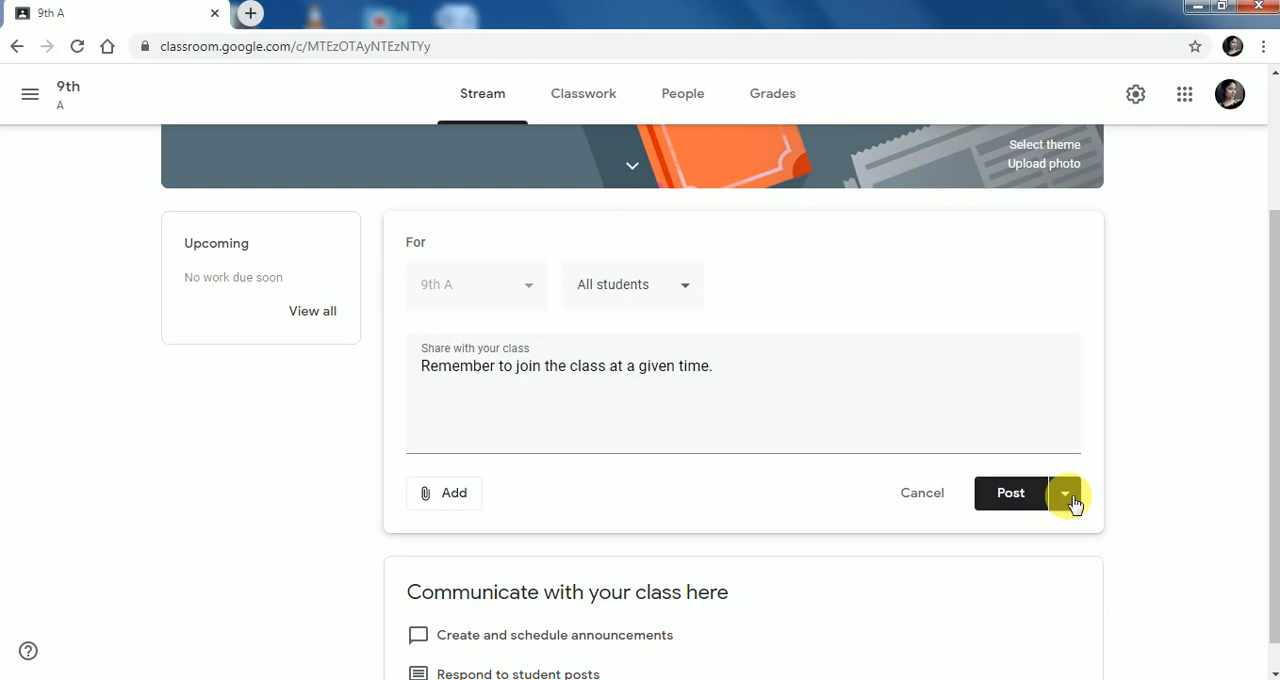 9th A
classroom.google.com/c/MTEzOTAyNTEzNTYy
9th
A
Stream
Classwork
People
Grades
Select theme
Upload photo
Upcoming
No work due soon
View all
For
9th A
All students
Share with your class
Remember to join the class at a given time.
Add
Cancel
Post
Communicate with your class here
Create and schedule announcements
Respond to student posts